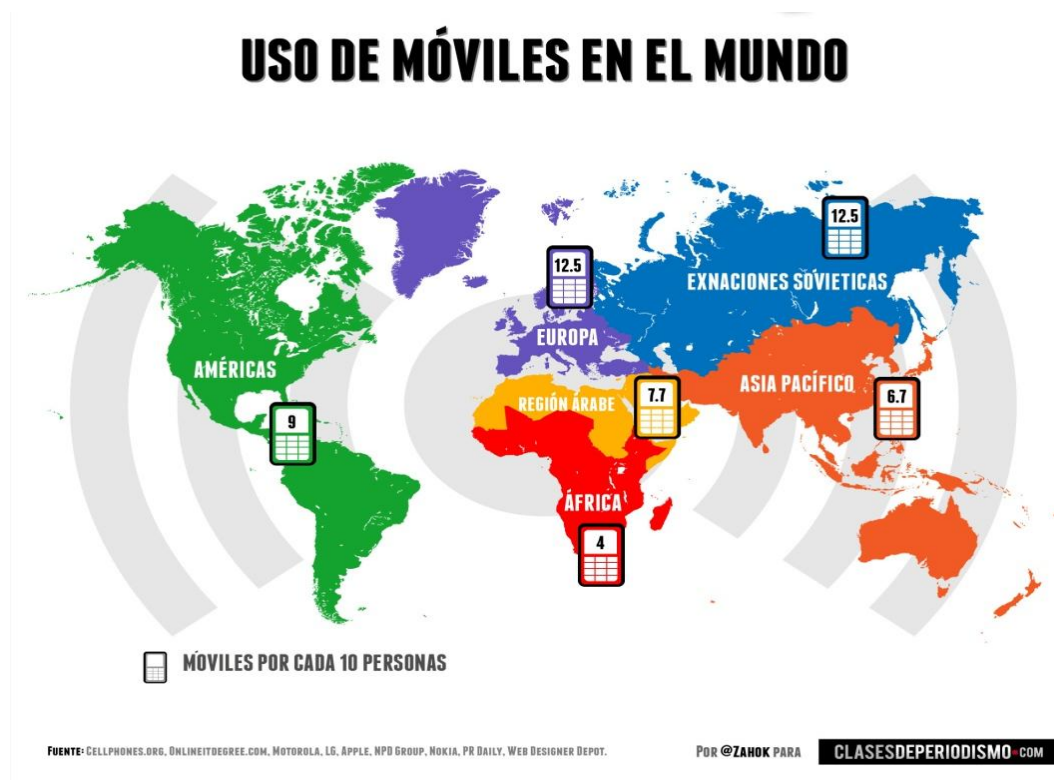 USO DE MÓVILES EN EL MUNDO
12.5
12.5
EXNACIONES SÓVIETICAS
EUROPA
AMÉRICAS
ASIA PACÍFICO
REGIÓN ÁRABE
7.7
6.7
9
ÁFRICA
4
MÓVILES POR CADA 10 PERSONAS
FUENTE: CELLPHONES.ORG, ONLINEITDEGREE.COM, MOTOROLA, LG, APPLE, NPD GROUP, NOKIA, PR DAILY, WEB DESIGNER DEPOT.
POR @ZAHOK PARA CLASESDEPERIODISMO.COM